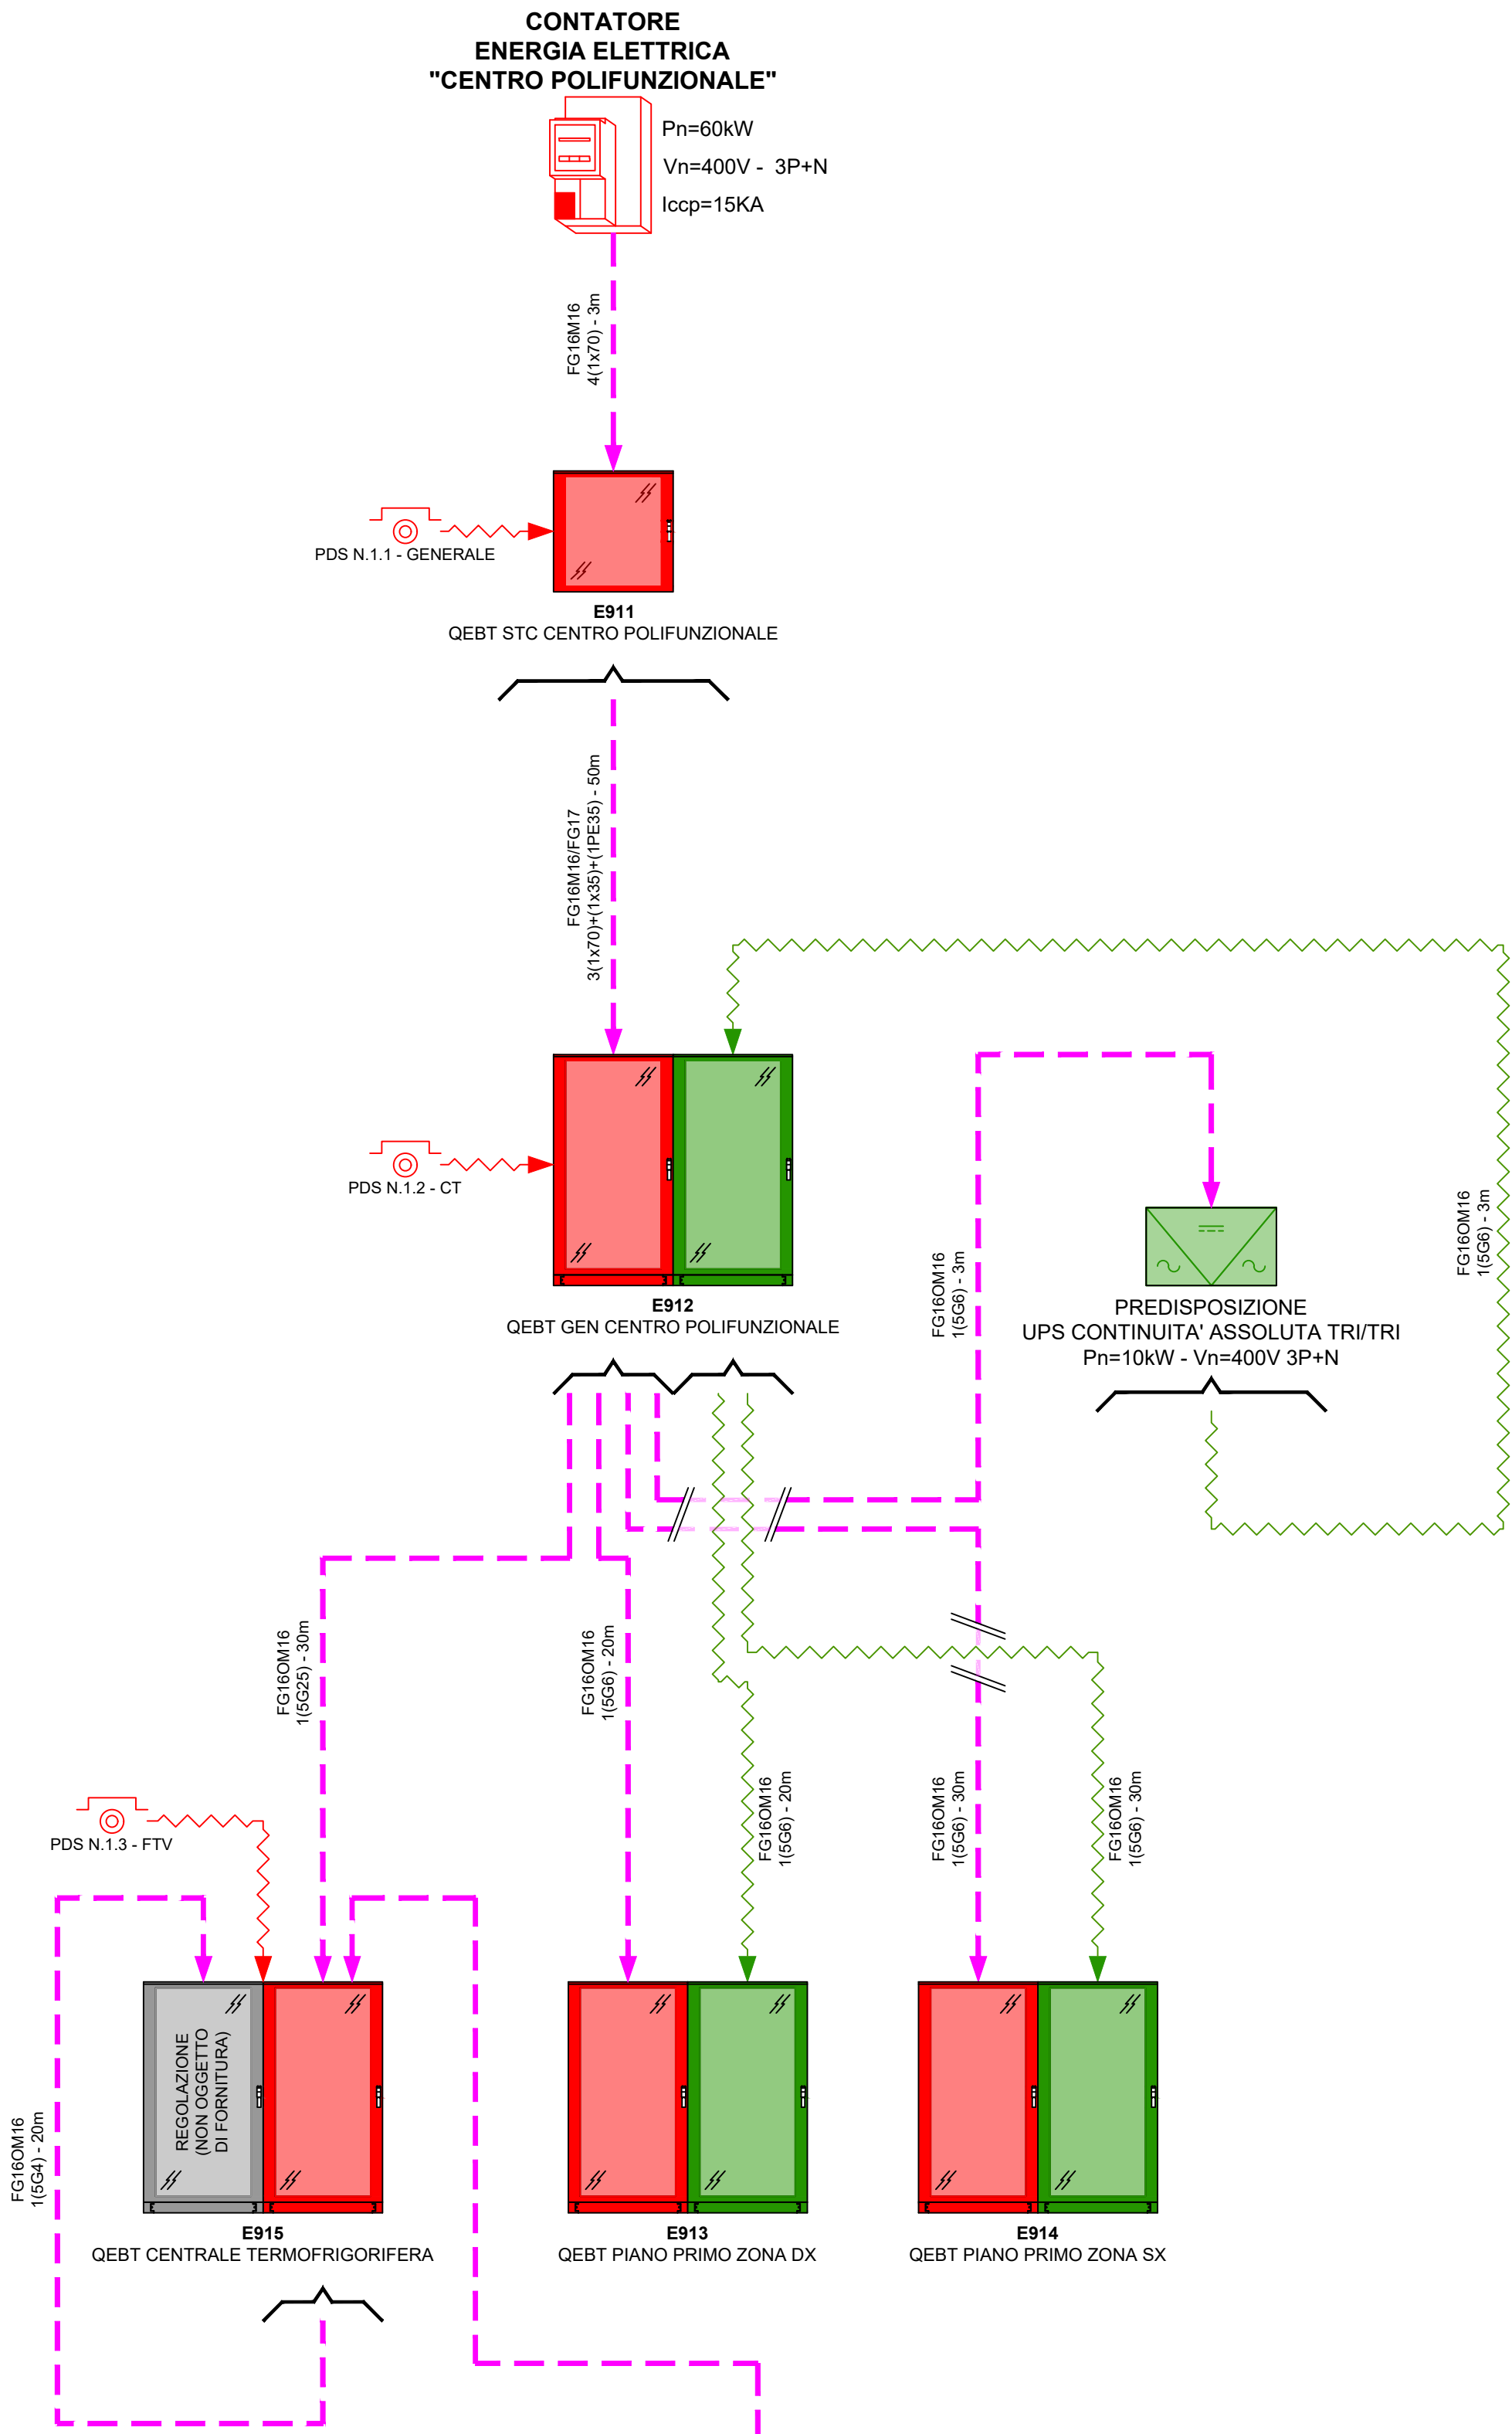 CONTATORE
ENERGIA ELETTRICA
"CENTRO POLIFUNZIONALE"
Pn=60kW
Vn=400V - 3P+N
Iccp=15KA
FG16M16
4(1x70) - 3m
PDS N.1.1 - GENERALE
E911
QEBT STC CENTRO POLIFUNZIONALE
FG16M16/FG17
3(1x70)+(1x35)+(1PE35) - 50m
PDS N.1.2 - CT
E912
QEBT GEN CENTRO POLIFUNZIONALE
FG16OM16
1(5G6) - 3m
PREDISPOSIZIONE
UPS CONTINUITA' ASSOLUTA TRI/TRI
Pn=10kW - Vn=400V 3P+N
FG16OM16
1(5G6) - 3m
FG16OM16
1(5G25) - 30m
FG16OM16
1(5G6) - 20m
FG16OM16
1(5G6) - 20m
FG16OM16
1(5G6) - 30m
FG16OM16
1(5G6) - 30m
PDS N.1.3 - FTV
FG16OM16
1(5G4) - 20m
REGOLAZIONE
(NON OGGETTO
DI FORNITURA)
E915
QEBT CENTRALE TERMOFRIGORIFERA
E913
QEBT PIANO PRIMO ZONA DX
E914
QEBT PIANO PRIMO ZONA SX